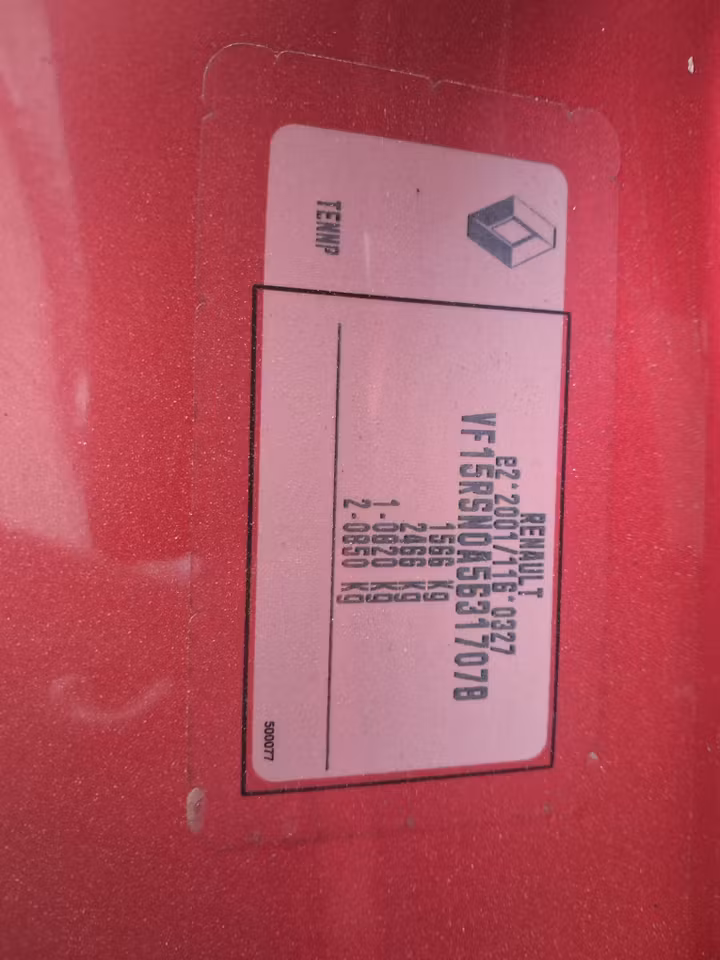 RENAULT
e2*2001/116*0327
VF15RSN0A56317078
1566 kg
2466 kg
1-0820 kg
2-0850 kg
TENNP
500077